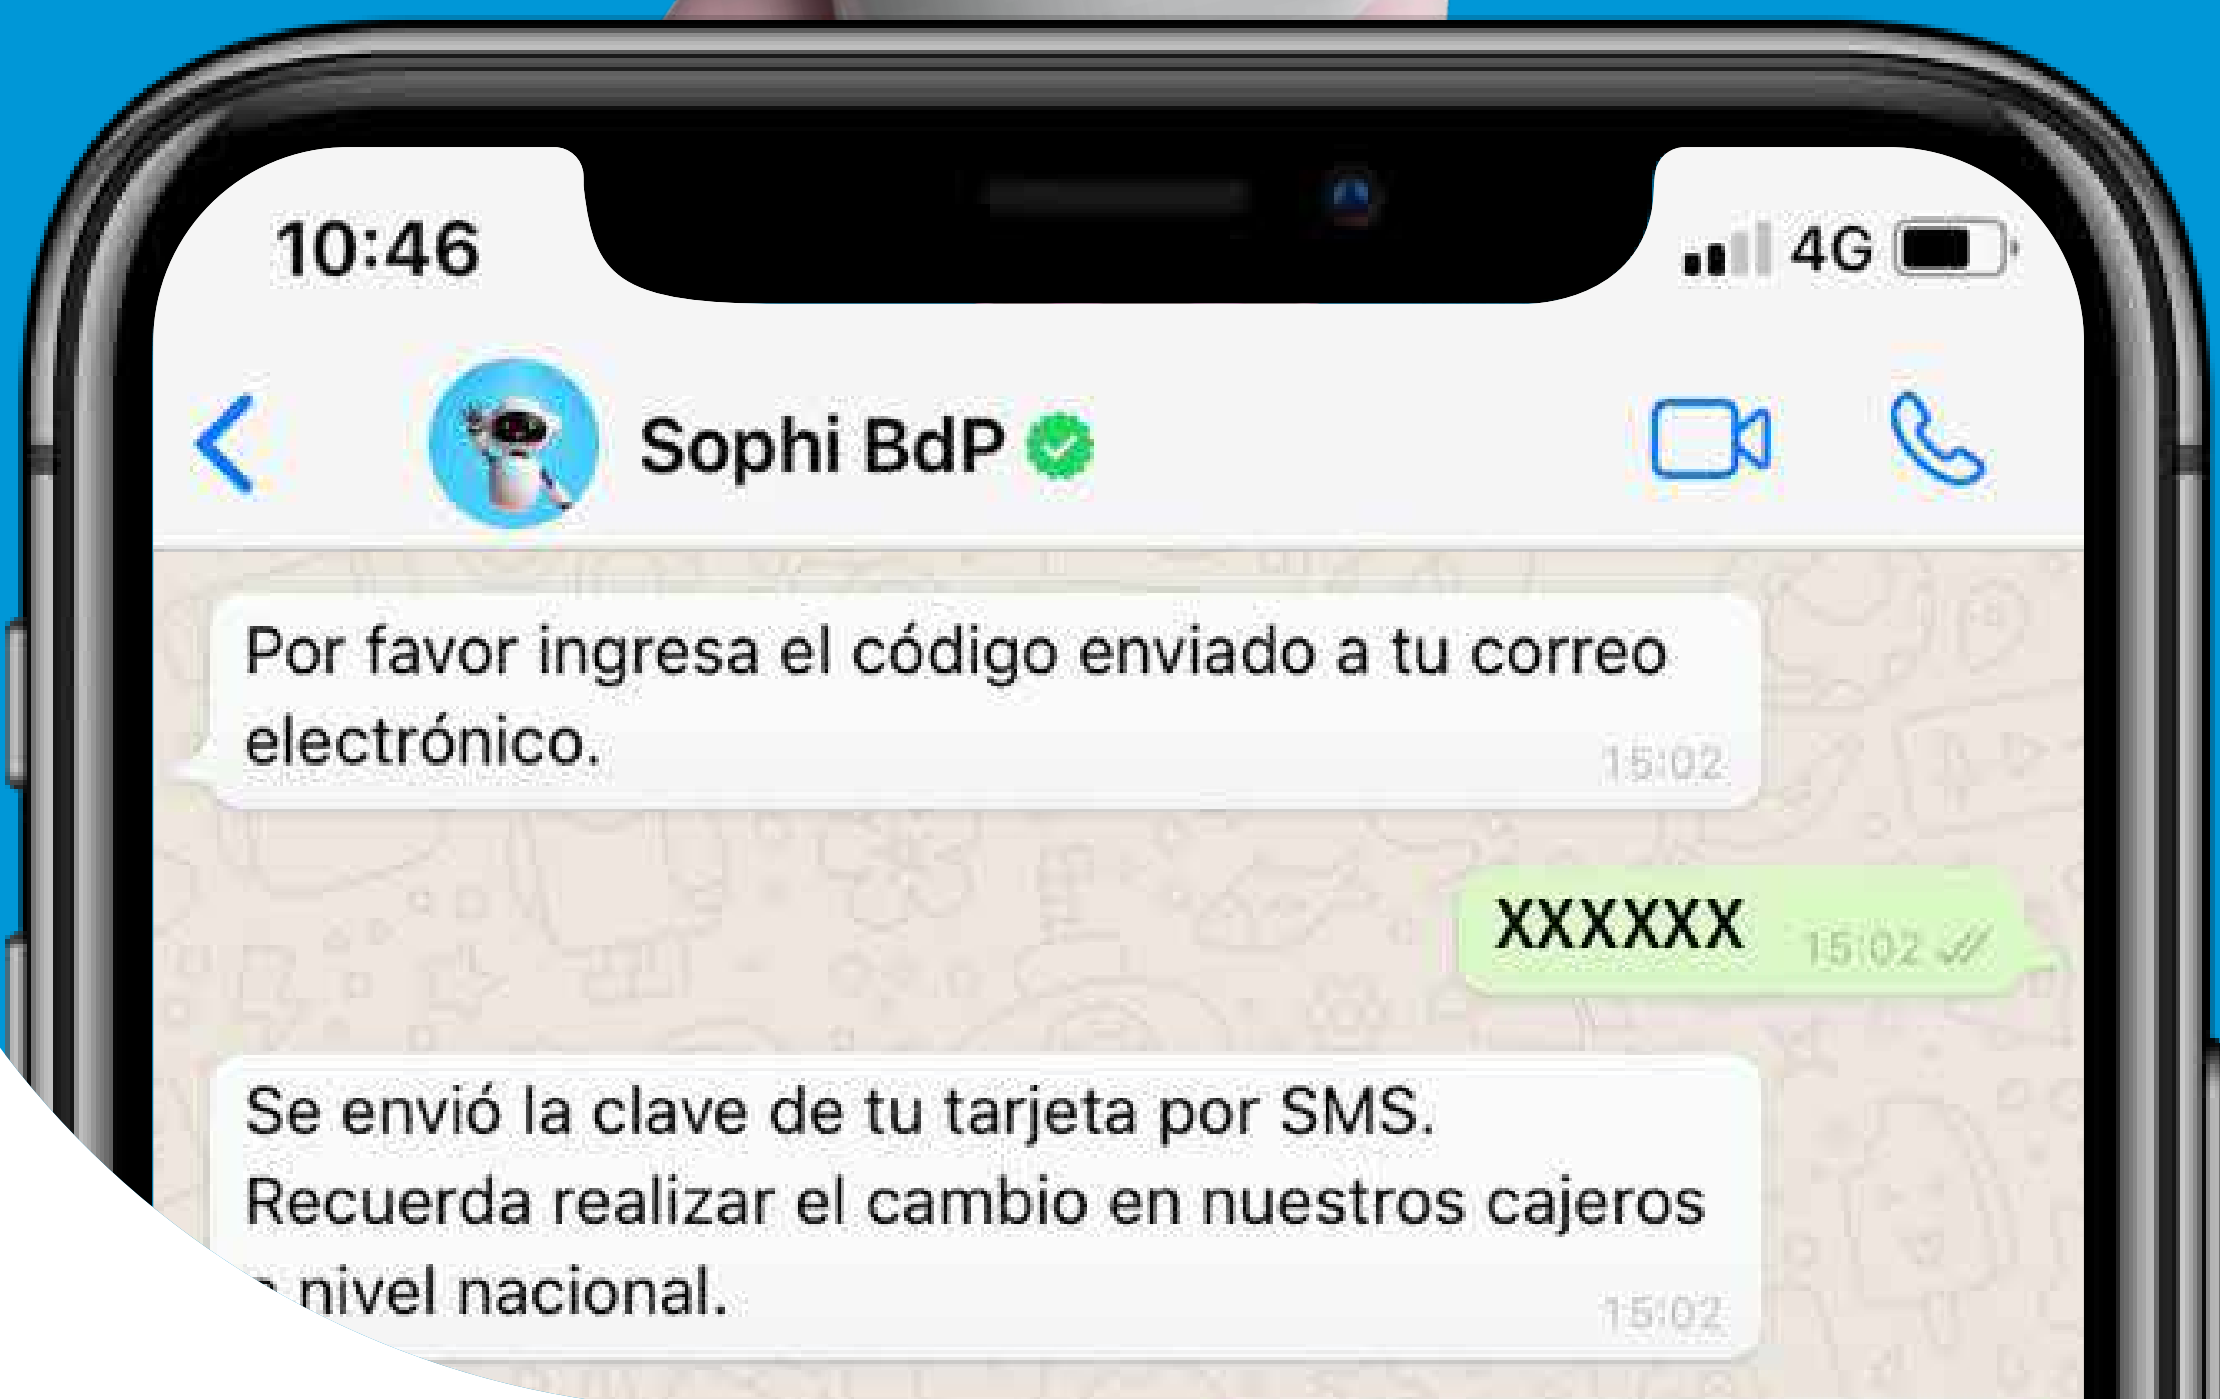 10:46
4G
Sophi BdP
Por favor ingresa el código enviado a tu correo
electrónico.
15:02
XXXXXX
15:02
Se envió la clave de tu tarjeta por SMS.
Recuerda realizar el cambio en nuestros cajeros
nivel nacional.
15:02